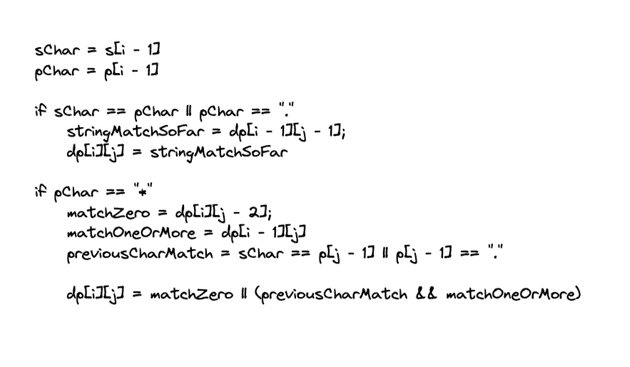 sChar = s[i - 1]
pChar = p[i - 1]
if sChar == pChar || pChar == "."
stringMatchSoFar = dp[i - 1][j - 1];
dp[i][j] = stringMatchSoFar
if pChar == "*"
matchZero = dp[i][j - 2];
matchOneOrMore = dp[i - 1][j]
previousCharMatch = sChar == p[j - 1] || p[j - 1] == "."
dp[i][j] = matchZero || (previousCharMatch && matchOneOrMore)